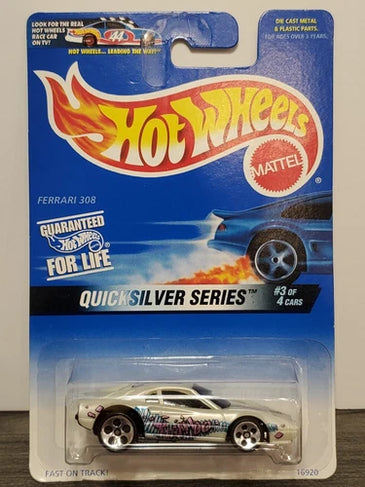 LOOK FOR THE REAL
HOT WHEELS
RACE CAR
ON TV!
44
HOT WHEELS... LEADING THE WAY!™
DIE CAST METAL
& PLASTIC PARTS.
FOR AGES OVER 3 YEARS.
HOT WHEELS
MATTEL
®
FERRARI 308
GUARANTEED
Hot Wheels
FOR LIFE
QUICKSILVER SERIES™
#3 OF
4 CARS
FAST ON TRACK!
16920